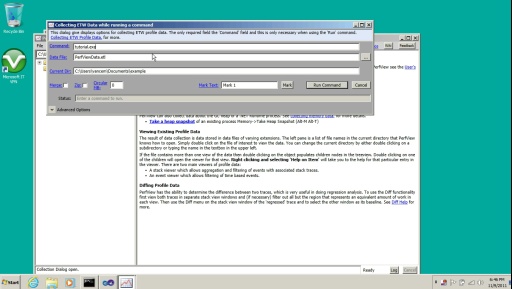 Recycle Bin
Microsoft IT
VPN
Collecting ETW Data while running a command
This dialog give displays options for collecting ETW profile data. The only required field the 'Command' field and this is only necessary when using the 'Run' command.
Collecting ETW Profile Data, for more.
Command: tutorial.exe
Data File: PerfViewData.etl ...
Current Dir: C:\Users\vancem\Documents\example
Merge: Zip: Circular MB: 0 Mark Text: Mark 1 Mark Run Command Cancel
Status: Enter a command to run.
Advanced Options
File
Feedback
see the User's
Take a heap snapshot of an existing process Memory->Take Heap Snapshot (Alt-M Alt-T)
Viewing Existing Profile Data
The result of data collection is data stored in data files of varying extensions. The left pane is a list of file names in the current directory that PerfView
knows how to open. Simply double click on the file of interest to view the data. You can change the current directory by either double clicking on a
subdirectory or typing the name in the textbox in the upper left.
If the file contains more than one view of the data then double clicking on the object populates children nodes in the treeview. Double clicking on one
of the children will open the viewer for that view. Right clicking and selecting 'Help on Item' will take you to the help for that particular entry in
the viewer. There are two main viewers of profile data:
• A stack viewer which allows aggregation and filtering of events with associated stack traces.
• An event viewer which allows filtering of time based events.
Diffing Profile Data
PerfView has the ability to determine the difference between two traces, which is very useful in doing regression analysis. To use the Diff functionality
first view both traces in separate stack view windows and (if necessary) filter out all but the region that represents an equivalent amount of work in
each view. Then use the Diff menu on the stack view window of the 'regressed' trace and to select the other window as its baseline. See Diff Help for
more.
Collection Dialog open. Ready Log Cancel
Start
6:46 PM
11/9/2011